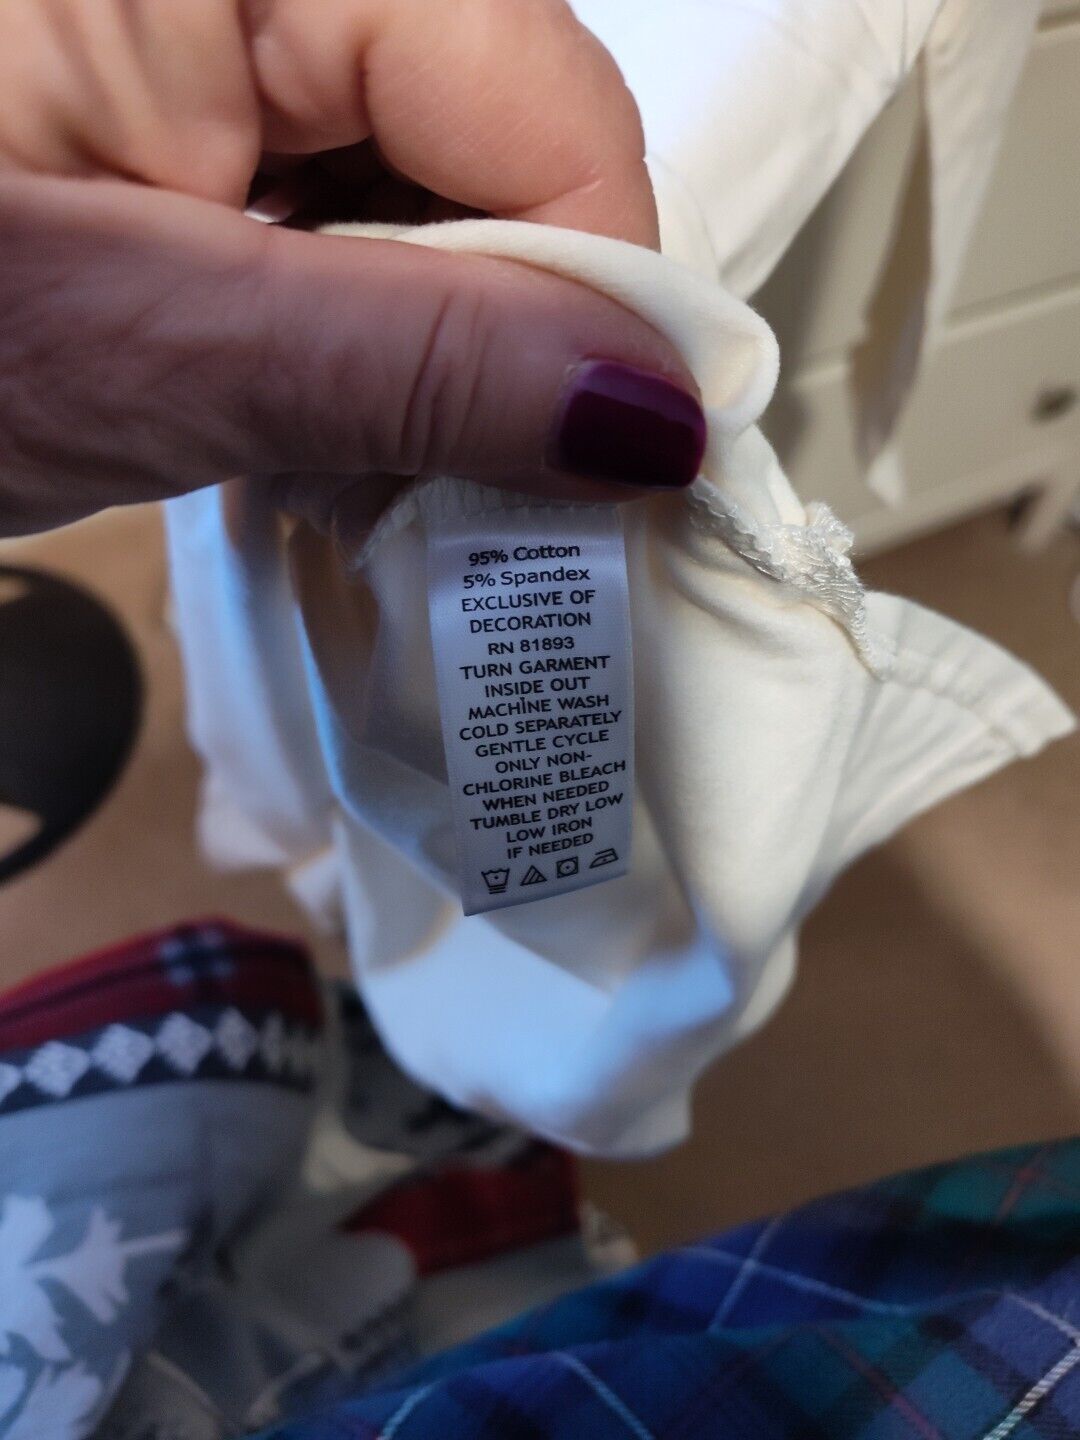 95% Cotton
5% Spandex
EXCLUSIVE OF
DECORATION
RN 81893
TURN GARMENT
INSIDE OUT
MACHINE WASH
COLD SEPARATELY
GENTLE CYCLE
ONLY NON-
CHLORINE BLEACH
WHEN NEEDED
TUMBLE DRY LOW
LOW IRON
IF NEEDED